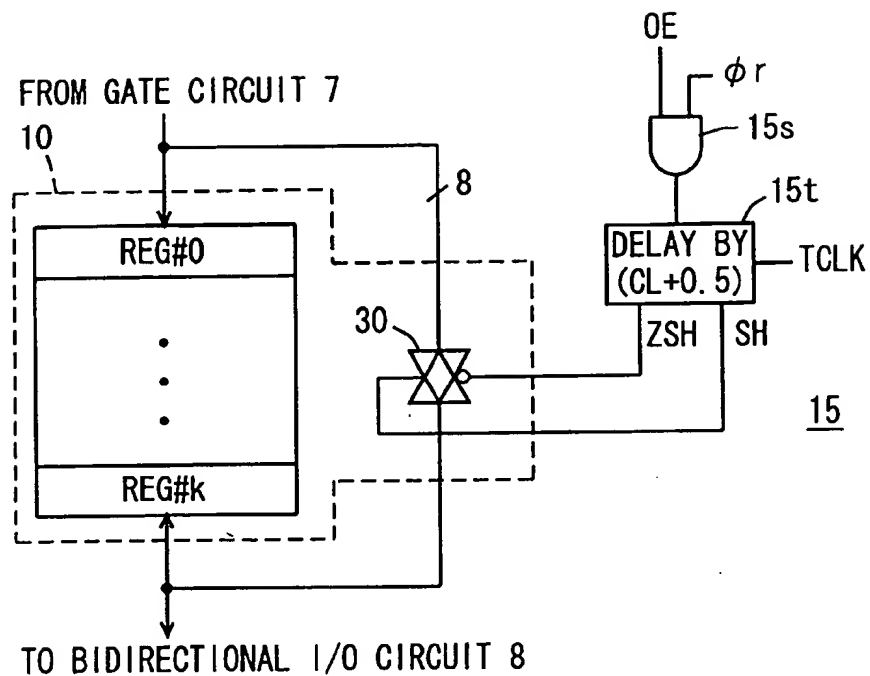 OE
FROM GATE CIRCUIT 7
φr
10
15s
8
15t
REG#0
DELAY BY
(CL+0.5)
TCLK
30
ZSH
SH
15
REG#k
TO BIDIRECTIONAL I/O CIRCUIT 8